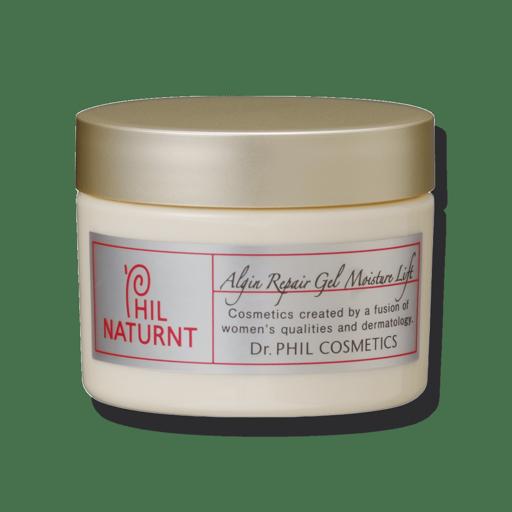 PHIL
NATURNT
Algin Repair Gel Moisture Lift
Cosmetics created by a fusion of
women's qualities and dermatology.
Dr. PHIL COSMETICS